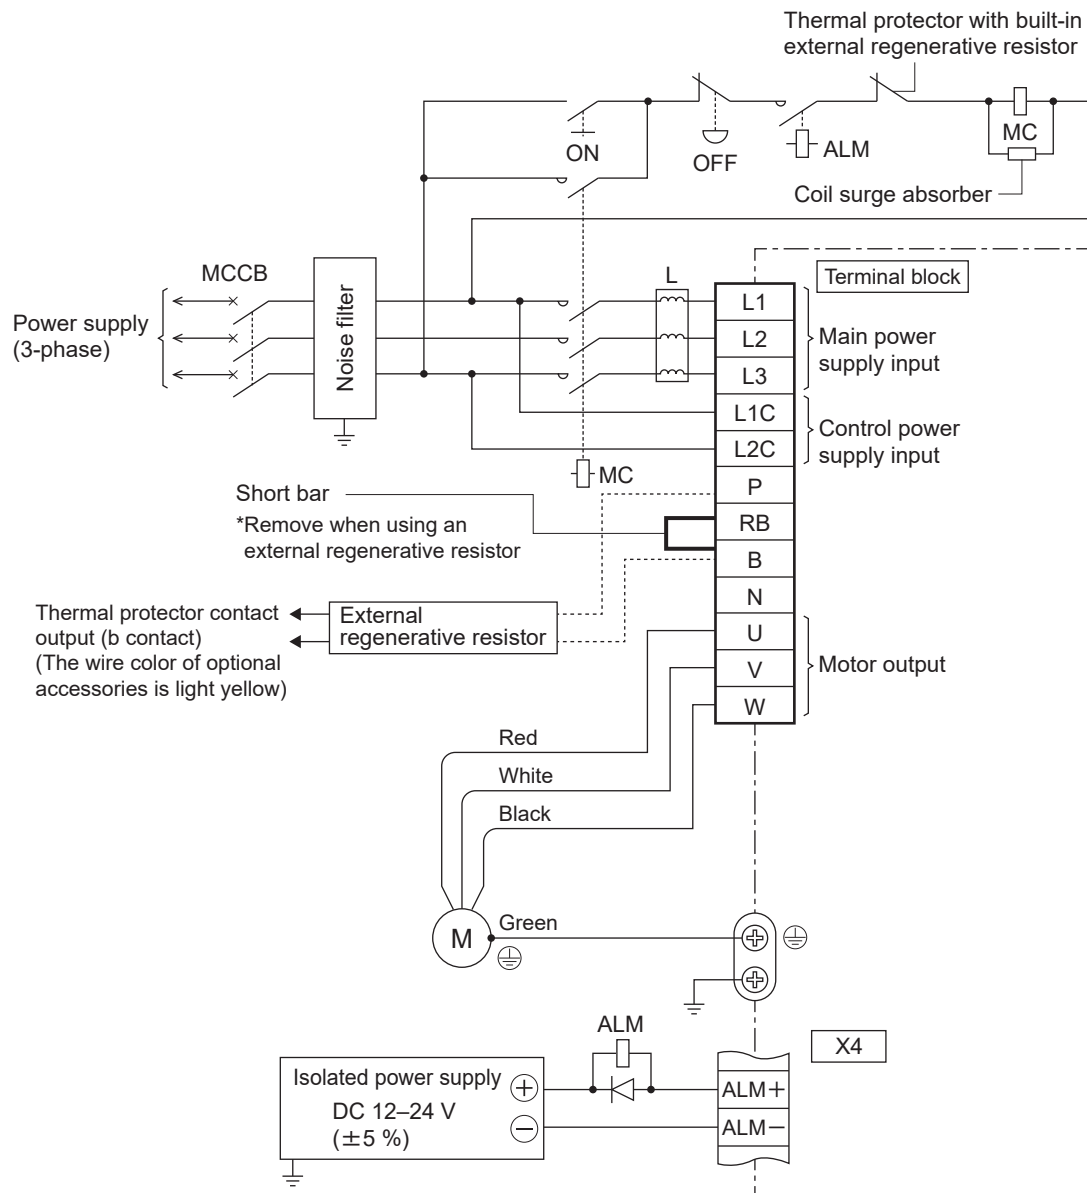 Thermal protector with built-in
external regenerative resistor
ON
OFF
ALM
MC
Coil surge absorber
MCCB
Noise filter
L
Terminal block
Power supply
(3-phase)
L1
L2
L3
L1C
L2C
P
RB
B
N
U
V
W
Main power
supply input
Control power
supply input
MC
Short bar
*Remove when using an
external regenerative resistor
Thermal protector contact
output (b contact)
(The wire color of optional
accessories is light yellow)
External
regenerative resistor
Motor output
Red
White
Black
M
Green
ALM
X4
Isolated power supply
DC 12–24 V
(±5 %)
+
−
ALM+
ALM−